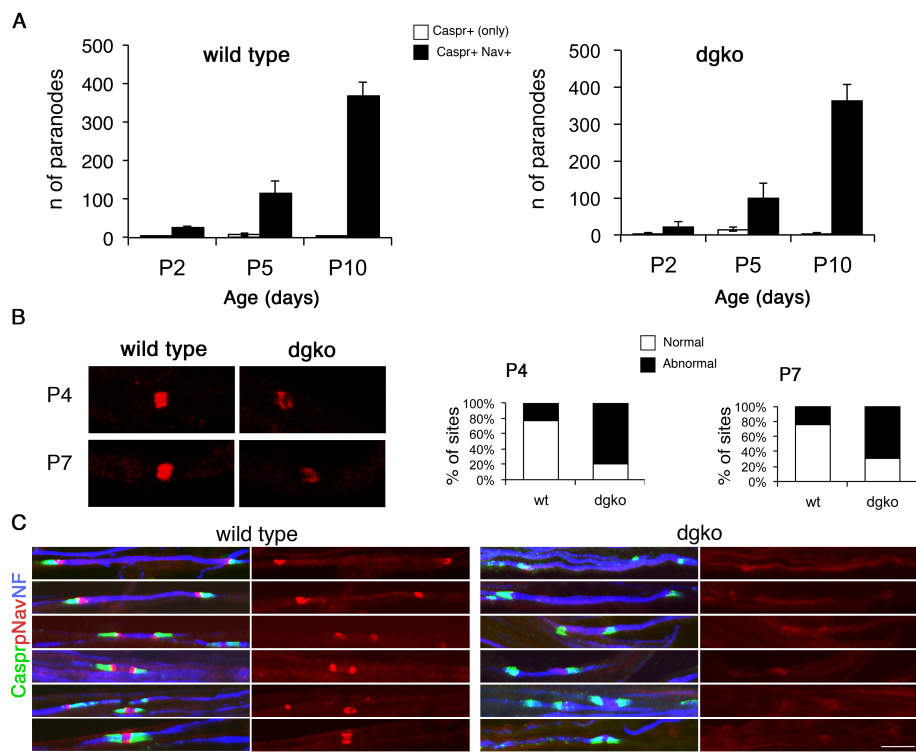 A
wild type
Caspr+ (only)
Caspr+ Nav+
dgko
n of paranodes
500
400
300
200
100
0
P2
P5
P10
Age (days)
n of paranodes
500
400
300
200
100
0
P2
P5
P10
Age (days)
B
wild type
dgko
P4
P7
Normal
Abnormal
P4
% of sites
100%
80%
60%
40%
20%
0%
wt
dgko
P7
% of sites
100%
80%
60%
40%
20%
0%
wt
dgko
C
wild type
dgko
CasprpNavNF